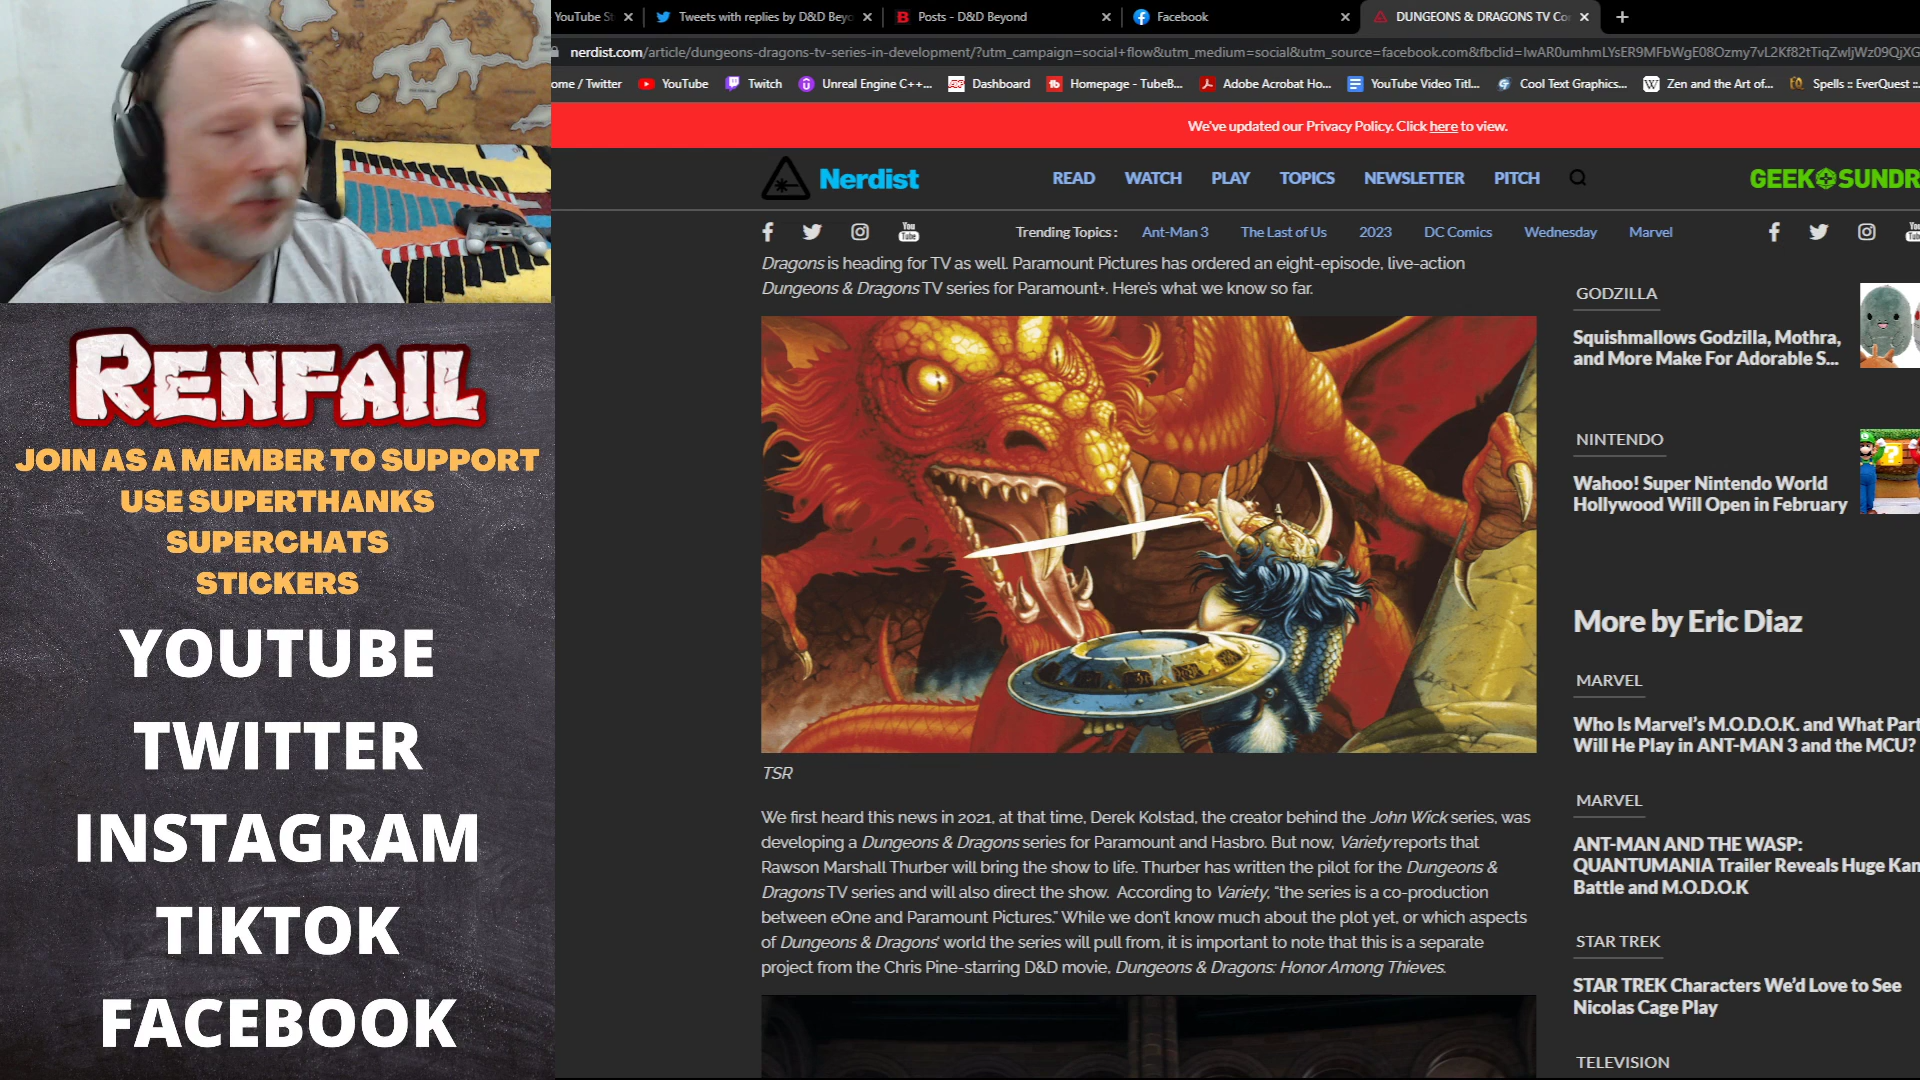 YouTube St
Tweets with replies by D&D Beyo
Posts - D&D Beyond
Facebook
DUNGEONS & DRAGONS TV Co
nerdist.com/article/dungeons-dragons-tv-series-in-development/?utm_campaign=social+flow&utm_medium=social&utm_source=facebook.com&fbclid=
ome / Twitter
YouTube
Twitch
Unreal Engine C++...
Dashboard
Homepage - TubeB...
Adobe Acrobat Ho...
YouTube Video Titl...
Cool Text Graphics...
Zen and the Art of...
Spells :: EverQuest ::
We've updated our Privacy Policy. Click here to view.
Nerdist
READ
WATCH
PLAY
TOPICS
NEWSLETTER
PITCH
GEEK SUNDR
Trending Topics :
Ant-Man 3
The Last of Us
2023
DC Comics
Wednesday
Marvel
Dragons is heading for TV as well. Paramount Pictures has ordered an eight-episode, live-action
Dungeons & Dragons TV series for Paramount+. Here's what we know so far.
TSR
We first heard this news in 2021, at that time, Derek Kolstad, the creator behind the John Wick series, was
developing a Dungeons & Dragons series for Paramount and Hasbro. But now, Variety reports that
Rawson Marshall Thurber will bring the show to life. Thurber has written the pilot for the Dungeons &
Dragons TV series and will also direct the show. According to Variety, "the series is a co-production
between eOne and Paramount Pictures." While we don't know much about the plot yet, or which aspects
of Dungeons & Dragons' world the series will pull from, it is important to note that this is a separate
project from the Chris Pine-starring D&D movie, Dungeons & Dragons: Honor Among Thieves.
GODZILLA
Squishmallows Godzilla, Mothra,
and More Make For Adorable S...
NINTENDO
Wahoo! Super Nintendo World
Hollywood Will Open in February
More by Eric Diaz
MARVEL
Who Is Marvel's M.O.D.O.K. and What Part
Will He Play in ANT-MAN 3 and the MCU?
MARVEL
ANT-MAN AND THE WASP:
QUANTUMANIA Trailer Reveals Huge Kan
Battle and M.O.D.O.K
STAR TREK
STAR TREK Characters We'd Love to See
Nicolas Cage Play
TELEVISION
RENFAIL
JOIN AS A MEMBER TO SUPPORT
USE SUPERTHANKS
SUPERCHATS
STICKERS
YOUTUBE
TWITTER
INSTAGRAM
TIKTOK
FACEBOOK